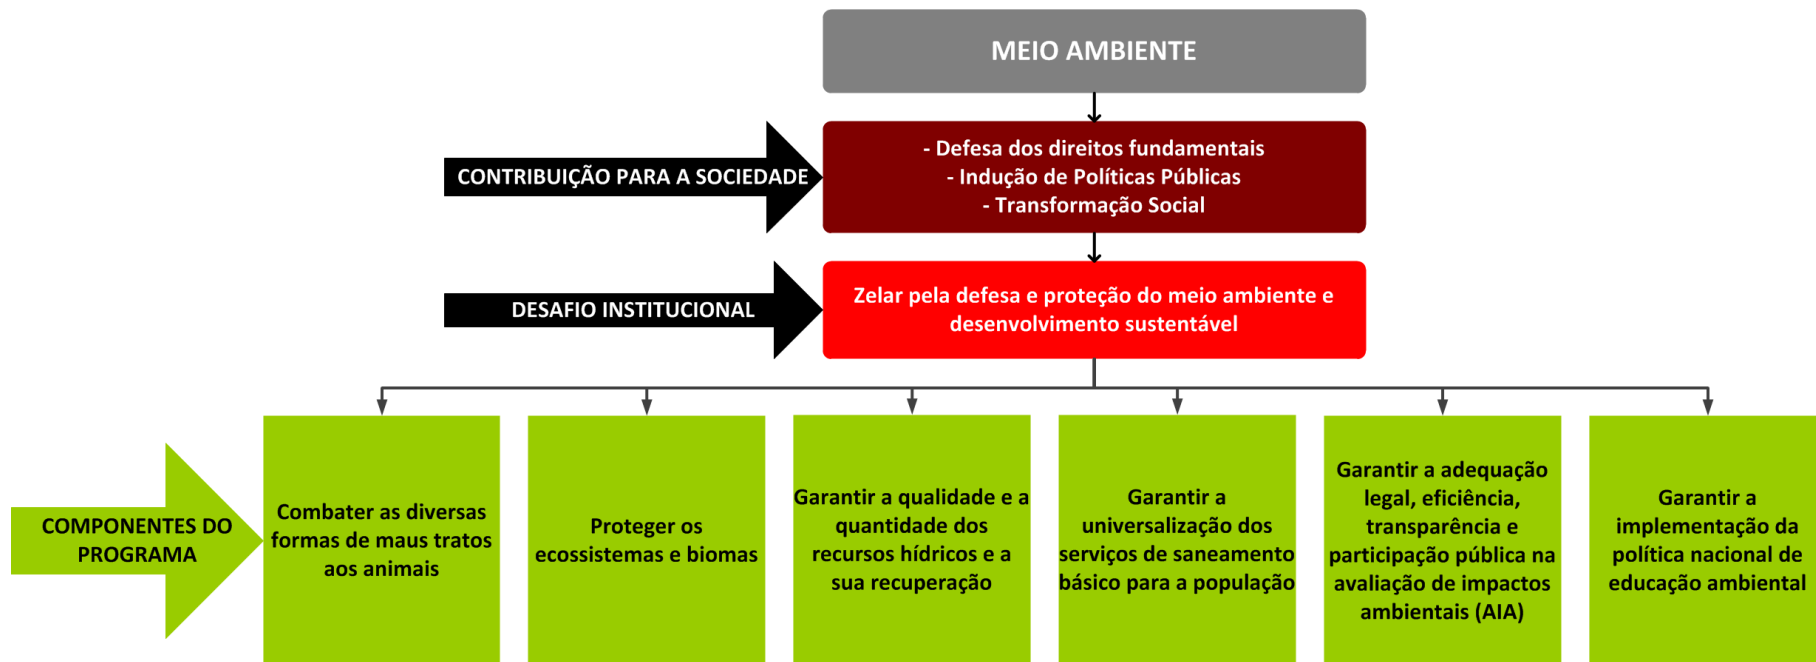 MEIO AMBIENTE
CONTRIBUIÇÃO PARA A SOCIEDADE
- Defesa dos direitos fundamentais
- Indução de Políticas Públicas
- Transformação Social
DESAFIO INSTITUCIONAL
Zelar pela defesa e proteção do meio ambiente e
desenvolvimento sustentável
COMPONENTES DO
PROGRAMA
Combater as diversas
formas de maus tratos
aos animais
Proteger os
ecossistemas e biomas
Garantir a qualidade e a
quantidade dos
recursos hídricos e a
sua recuperação
Garantir a
universalização dos
serviços de saneamento
básico para a população
Garantir a adequação
legal, eficiência,
transparência e
participação pública na
avaliação de impactos
ambientais (AIA)
Garantir a
implementação da
política nacional de
educação ambiental